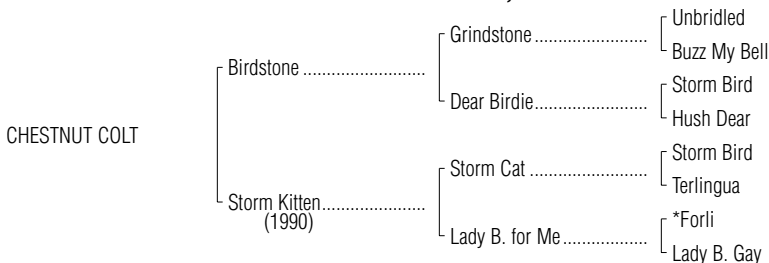 Unbridled
Grindstone ............................
Buzz My Bell
Birdstone ..............................
Storm Bird
Dear Birdie............................
Hush Dear
CHESTNUT COLT
Storm Bird
Storm Cat .............................
Terlingua
Storm Kitten.........................
(1990)
*Forli
Lady B. for Me.....................
Lady B. Gay